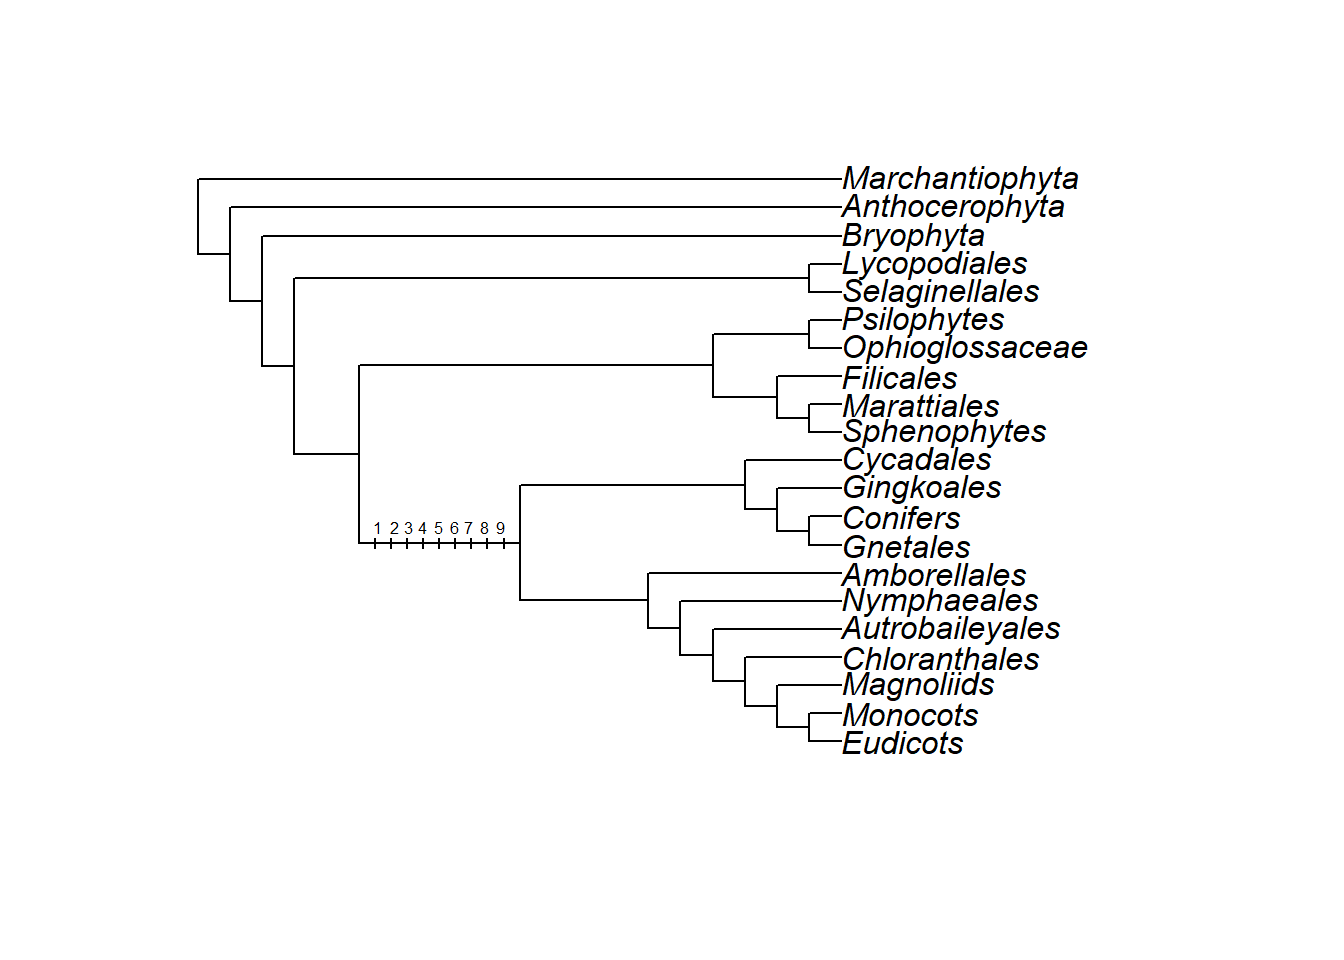 Marchantiophyta
Anthocerophyta
Bryophyta
Lycopodiales
Selaginellales
Psilophytes
Ophioglossaceae
Filicales
Marattiales
Sphenophytes
Cycadales
Gingkoales
Conifers
1 2 3 4 5 6 7 8 9
Gnetales
Amborellales
Nymphaeales
Autrobaileyales
Chloranthales
Magnoliids
Monocots
Eudicots